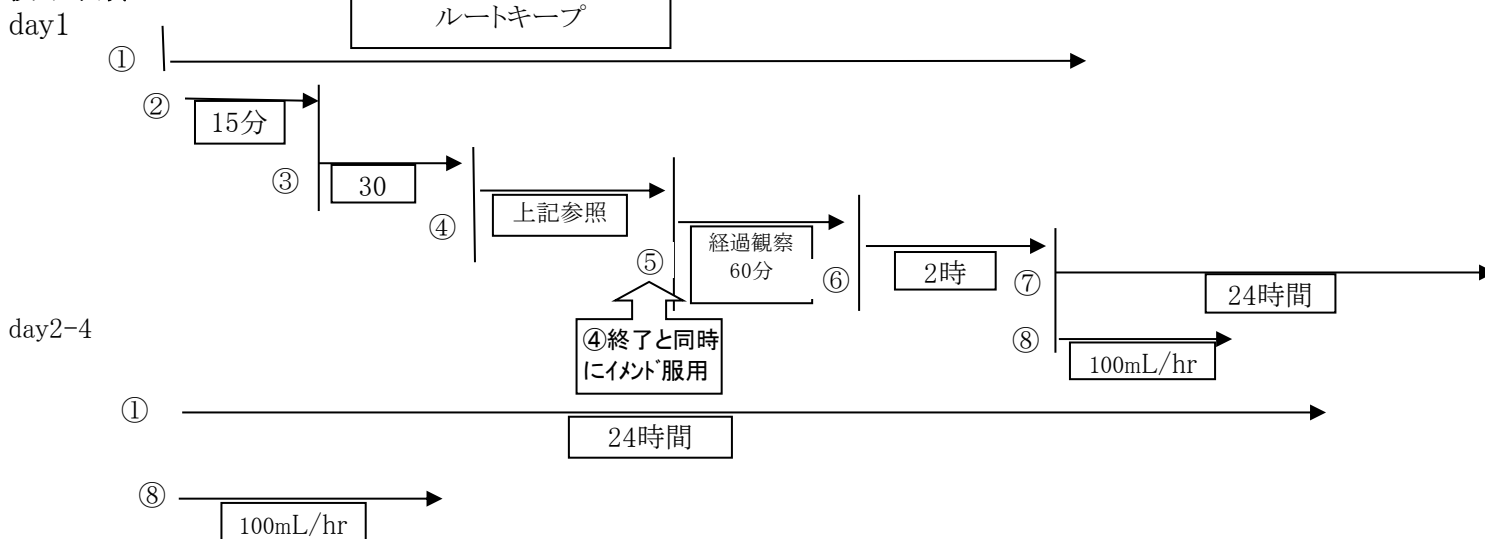 ルートキープ
day1
①
②
15分
③
30
④
上記参照
⑤
経過観察
60分
⑥
2時
⑦
24時間
④終了と同時
にイメンド服用
⑧
100mL/hr
day2-4
①
24時間
⑧
100mL/hr